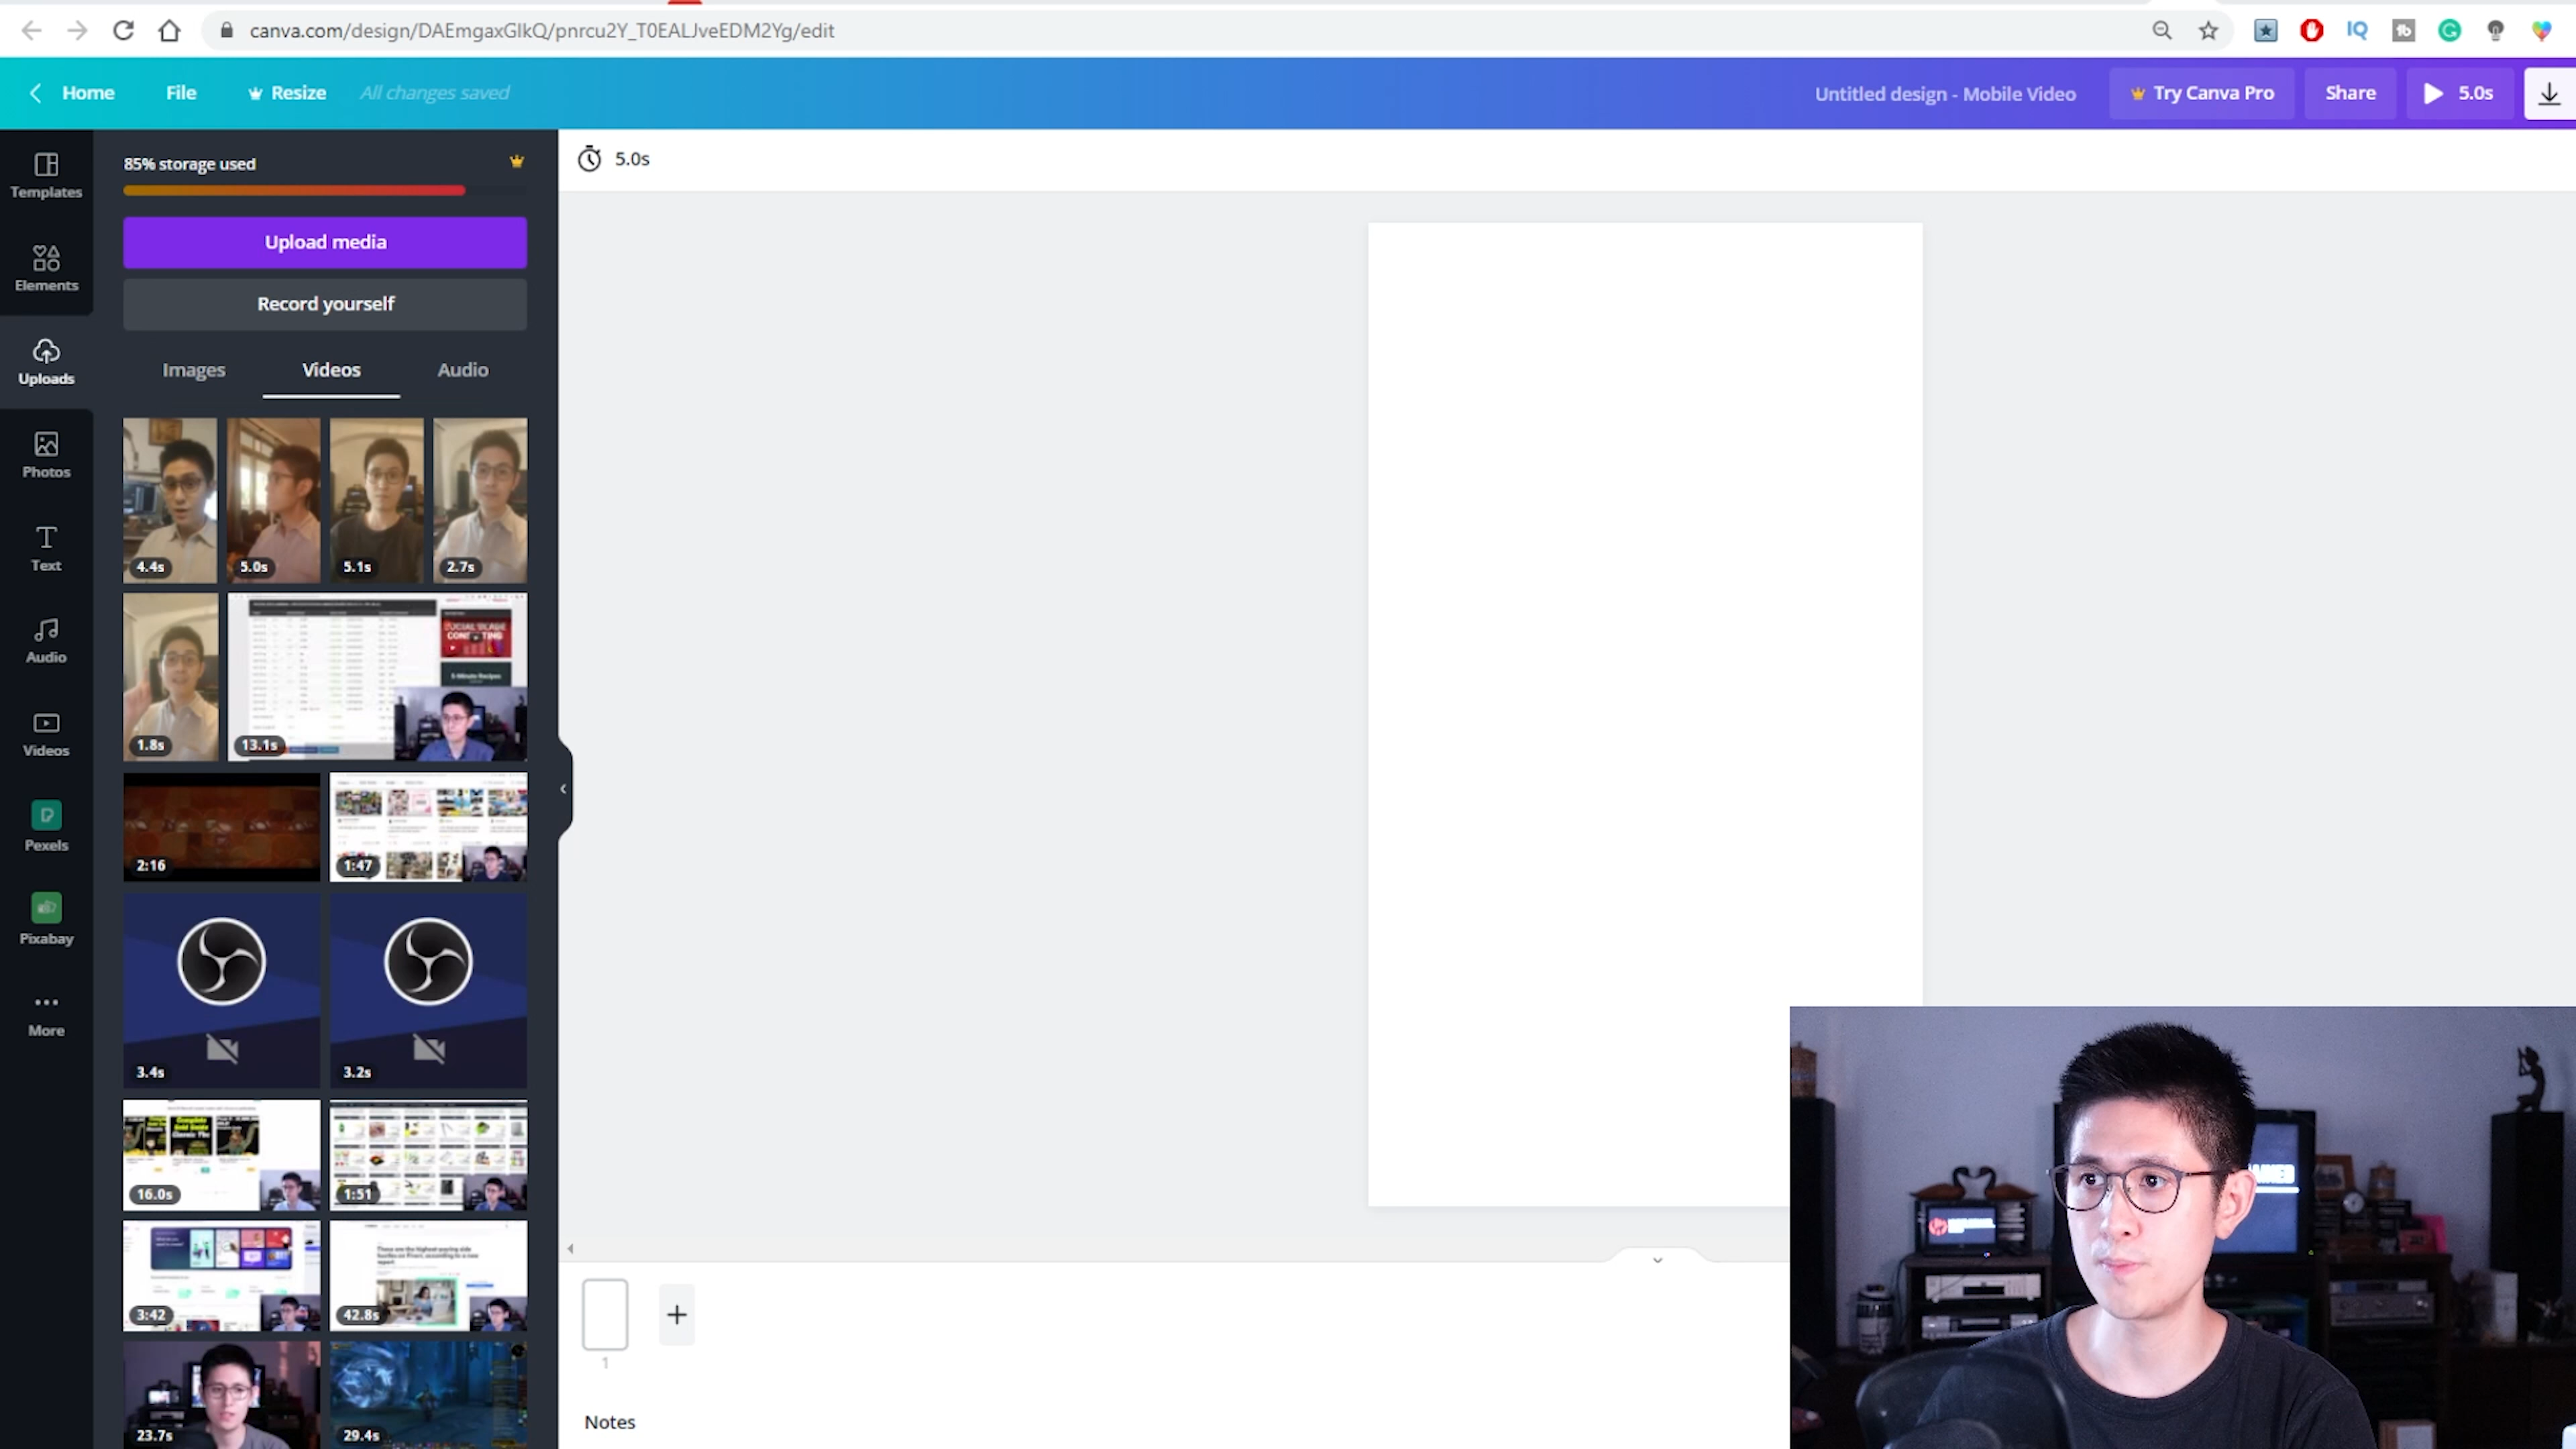 canva.com/design/DAEmgaxGlkQ/pnrcu2Y_T0EALJveEDM2Yg/edit
Home File Resize All changes saved Untitled design - Mobile Video Try Canva Pro Share 5.0s
Templates
Elements
Uploads
Photos
Text
Audio
Videos
Pexels
Pixabay
More
85% storage used
Upload media
Record yourself
Images Videos Audio
4.4s 5.0s 5.1s 2.7s
1.8s 13.1s
2:16 1:47
3.4s 3.2s
16.0s 1:51
3:42 42.8s
23.7s 29.4s
5.0s
1
Notes